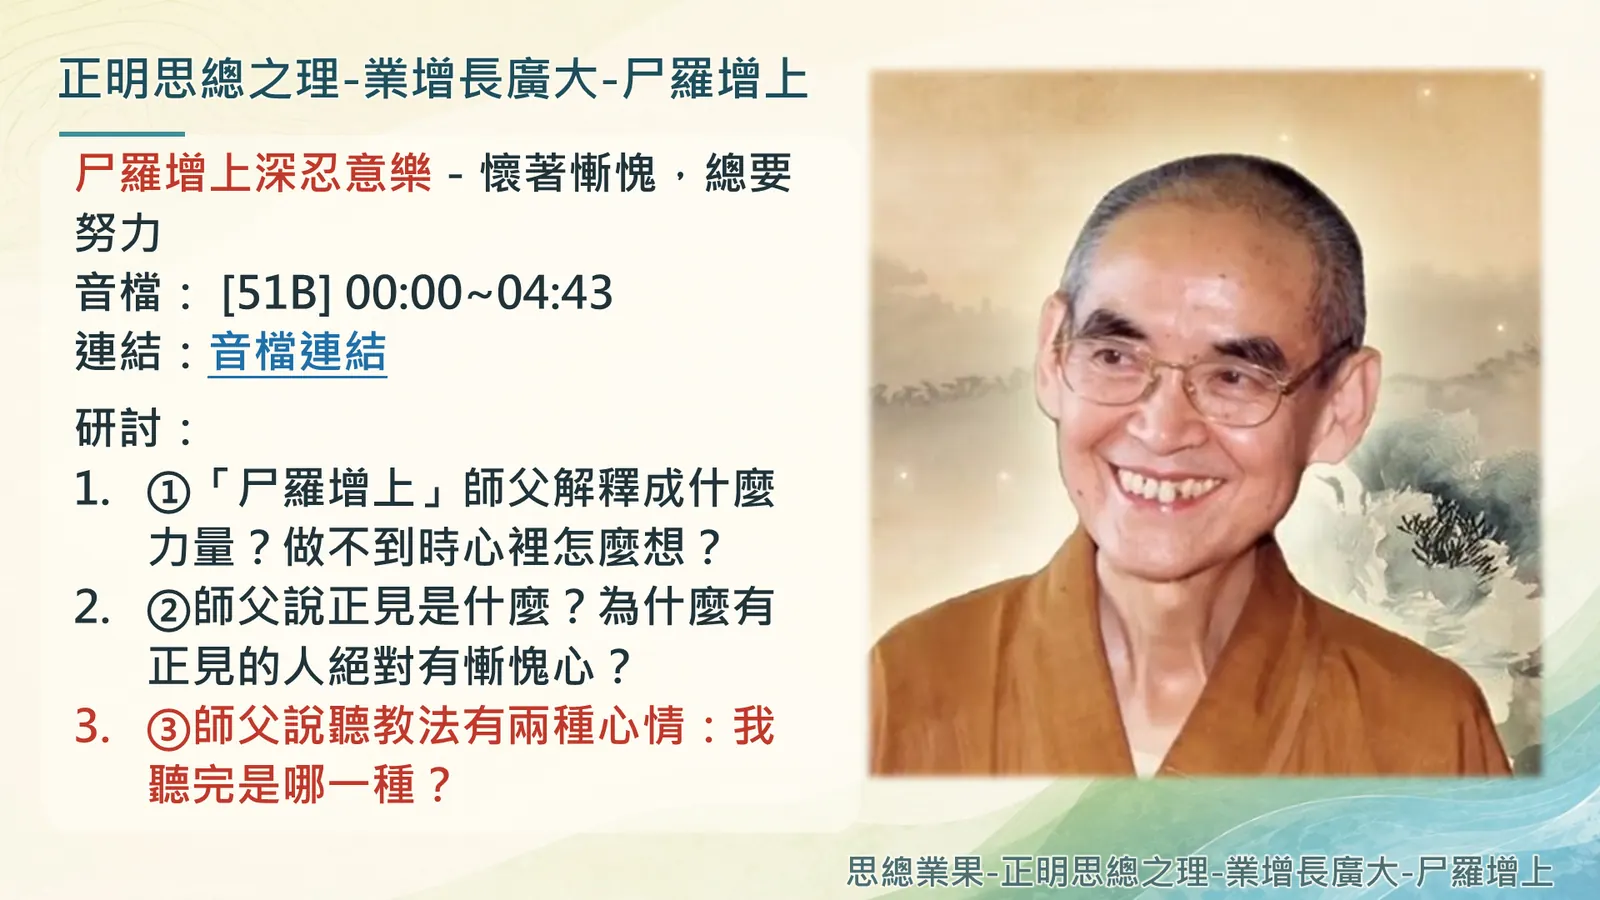 正明思總之理-業增長廣大-尸羅增上
尸羅增上深忍意樂 - 懷著慚愧，總要
努力
音檔： [51B] 00:00~04:43
連結：音檔連結
研討：
1. ①「尸羅增上」師父解釋成什麼
力量？做不到時心裡怎麼想？
2. ②師父說正見是什麼？為什麼有
正見的人絕對有慚愧心？
3. ③師父說聽教法有兩種心情：我
聽完是哪一種？
思總業果-正明思總之理-業增長廣大-尸羅增上